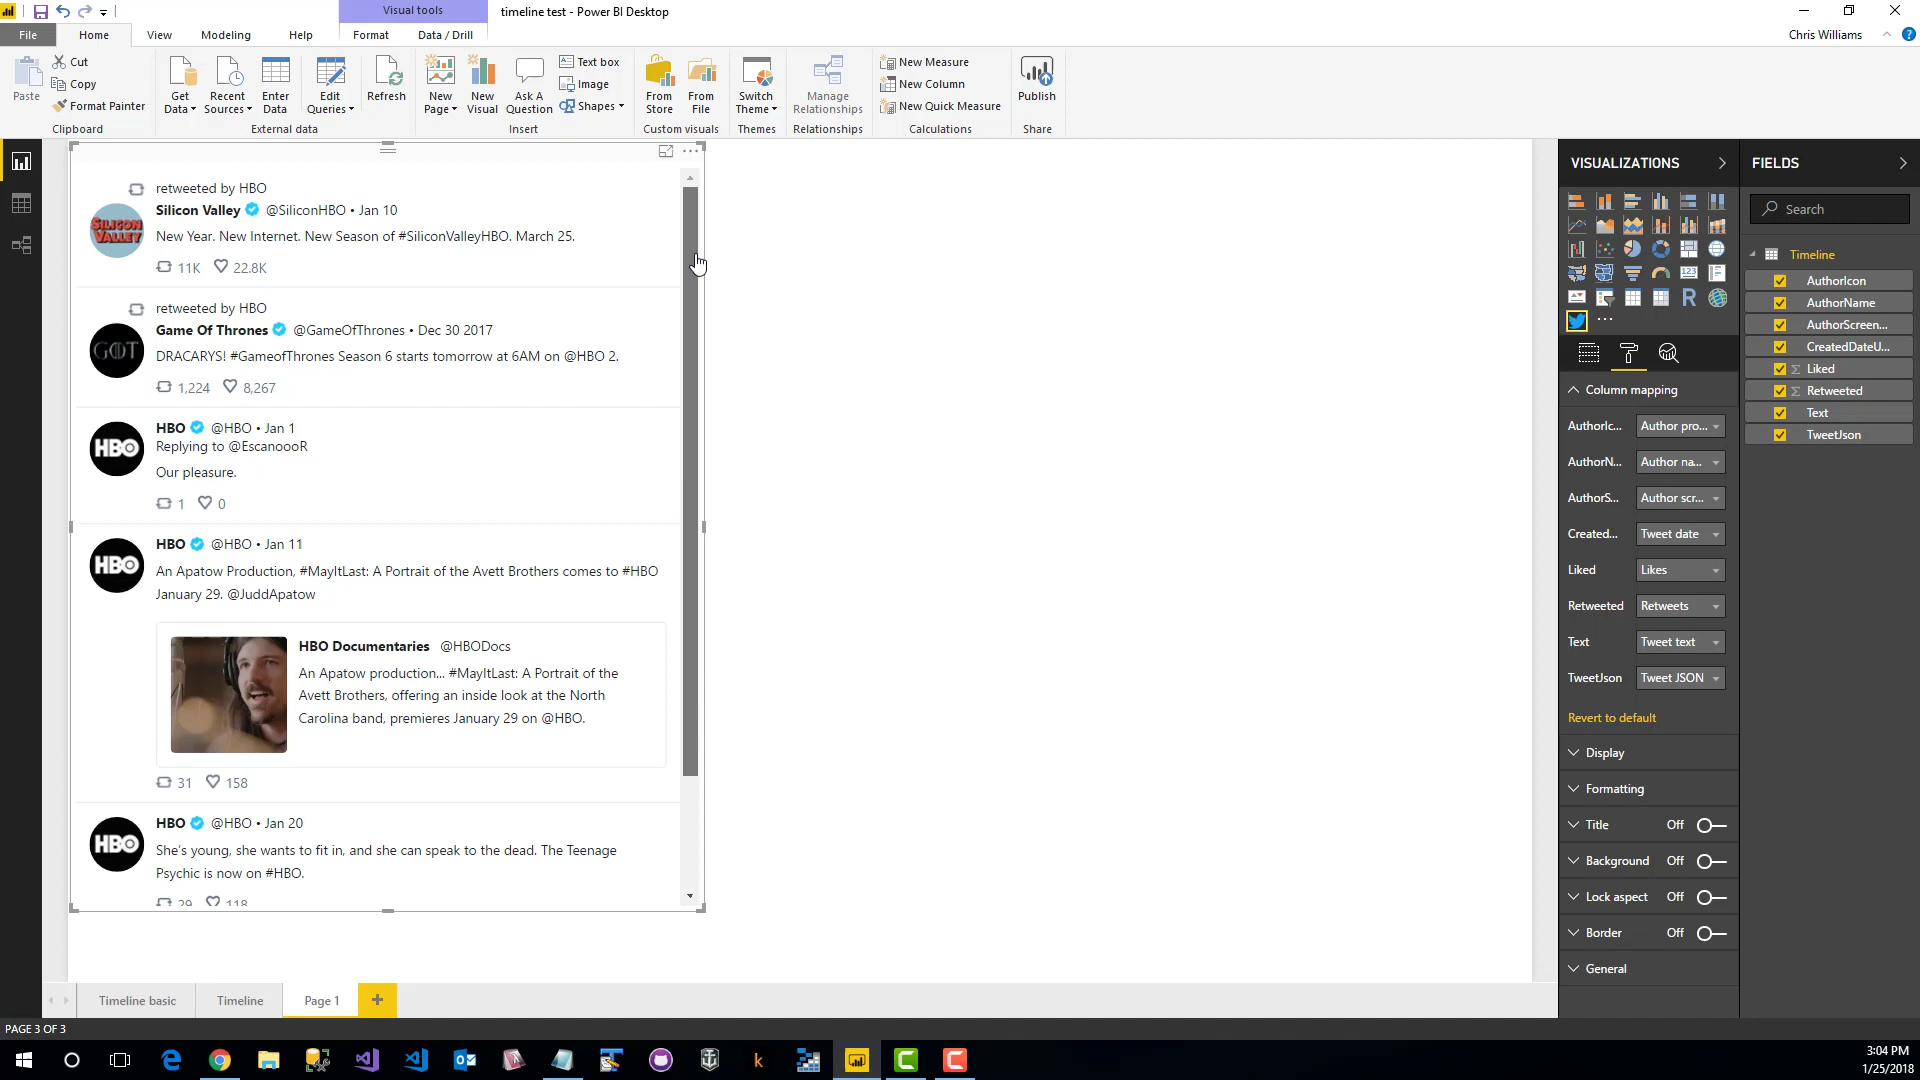 Visual tools
timeline test - Power BI Desktop
File
Home
View
Modeling
Help
Format
Data / Drill
Chris Williams
Paste
Cut
Copy
Format Painter
Clipboard
Get Data
Recent Sources
Enter Data
Edit Queries
Refresh
External data
New Page
New Visual
Ask A Question
Text box
Image
Shapes
Insert
From Store
From File
Custom visuals
Switch Theme
Themes
Manage Relationships
Relationships
New Measure
New Column
New Quick Measure
Calculations
Publish
Share
retweeted by HBO
Silicon Valley @SiliconHBO • Jan 10
New Year. New Internet. New Season of #SiliconValleyHBO. March 25.
11K 22.8K
SILICON VALLEY
retweeted by HBO
Game Of Thrones @GameOfThrones • Dec 30 2017
DRACARYS! #GameofThrones Season 6 starts tomorrow at 6AM on @HBO 2.
1,224 8,267
GOT
HBO @HBO • Jan 1
Replying to @EscanoooR
Our pleasure.
1 0
HBO
HBO @HBO • Jan 11
An Apatow Production, #MayItLast: A Portrait of the Avett Brothers comes to #HBO
January 29. @JuddApatow
HBO
HBO Documentaries @HBODocs
An Apatow production... #MayItLast: A Portrait of the
Avett Brothers, offering an inside look at the North
Carolina band, premieres January 29 on @HBO.
31 158
HBO @HBO • Jan 20
She's young, she wants to fit in, and she can speak to the dead. The Teenage
Psychic is now on #HBO.
29 118
HBO
VISUALIZATIONS
123
R
Column mapping
AuthorIc... Author pro...
AuthorN... Author na...
AuthorS... Author scr...
Created... Tweet date
Liked Likes
Retweeted Retweets
Text Tweet text
TweetJson Tweet JSON
Revert to default
Display
Formatting
Title Off
Background Off
Lock aspect Off
Border Off
General
FIELDS
Search
Timeline
AuthorIcon
AuthorName
AuthorScreen...
CreatedDateU...
Liked
Retweeted
Text
TweetJson
Timeline basic
Timeline
Page 1
PAGE 3 OF 3
3:04 PM
1/25/2018